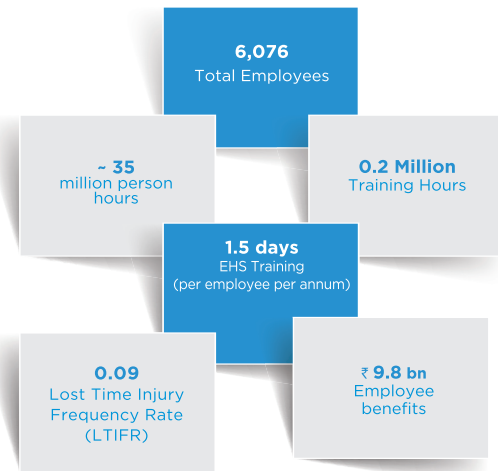 6,076
Total Employees
~ 35
million person
hours
0.2 Million
Training Hours
1.5 days
EHS Training
(per employee per annum)
0.09
Lost Time Injury
Frequency Rate
(LTIFR)
₹ 9.8 bn
Employee
benefits